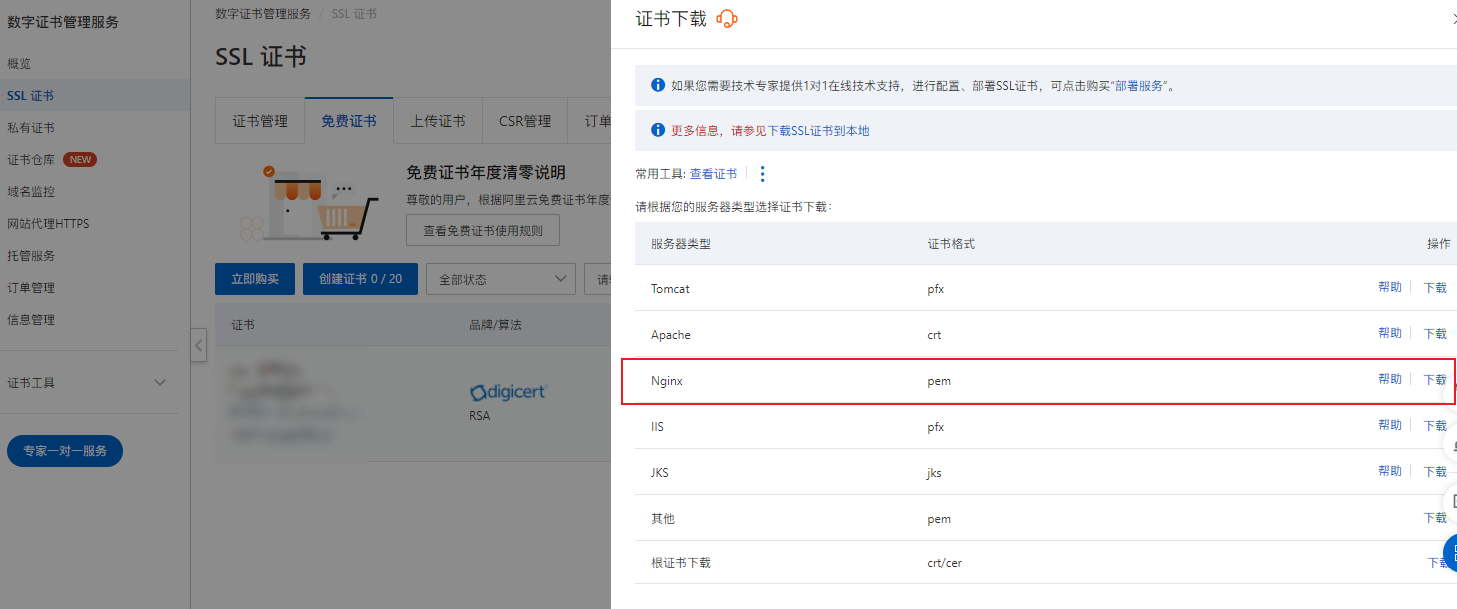 数字证书管理服务
概览
SSL 证书
私有证书
证书仓库 NEW
域名监控
网站代理HTTPS
托管服务
订单管理
信息管理
证书工具
专家一对一服务
数字证书管理服务 / SSL 证书
SSL 证书
证书管理 免费证书 上传证书 CSR管理 订单
免费证书年度清零说明
尊敬的用户，根据阿里云免费证书年度
查看免费证书使用规则
立即购买 创建证书 0 / 20 全部状态
证书 品牌/算法
digicert
RSA
证书下载
如果您需要技术专家提供1对1在线技术支持，进行配置、部署SSL证书，可点击购买“部署服务”。
更多信息，请参见下载SSL证书到本地
常用工具: 查看证书
请根据您的服务器类型选择证书下载：
服务器类型 证书格式 操作
Tomcat pfx 帮助 下载
Apache crt 帮助 下载
Nginx pem 帮助 下载
IIS pfx 帮助 下载
JKS jks 帮助 下载
其他 pem 下载
根证书下载 crt/cer 下载